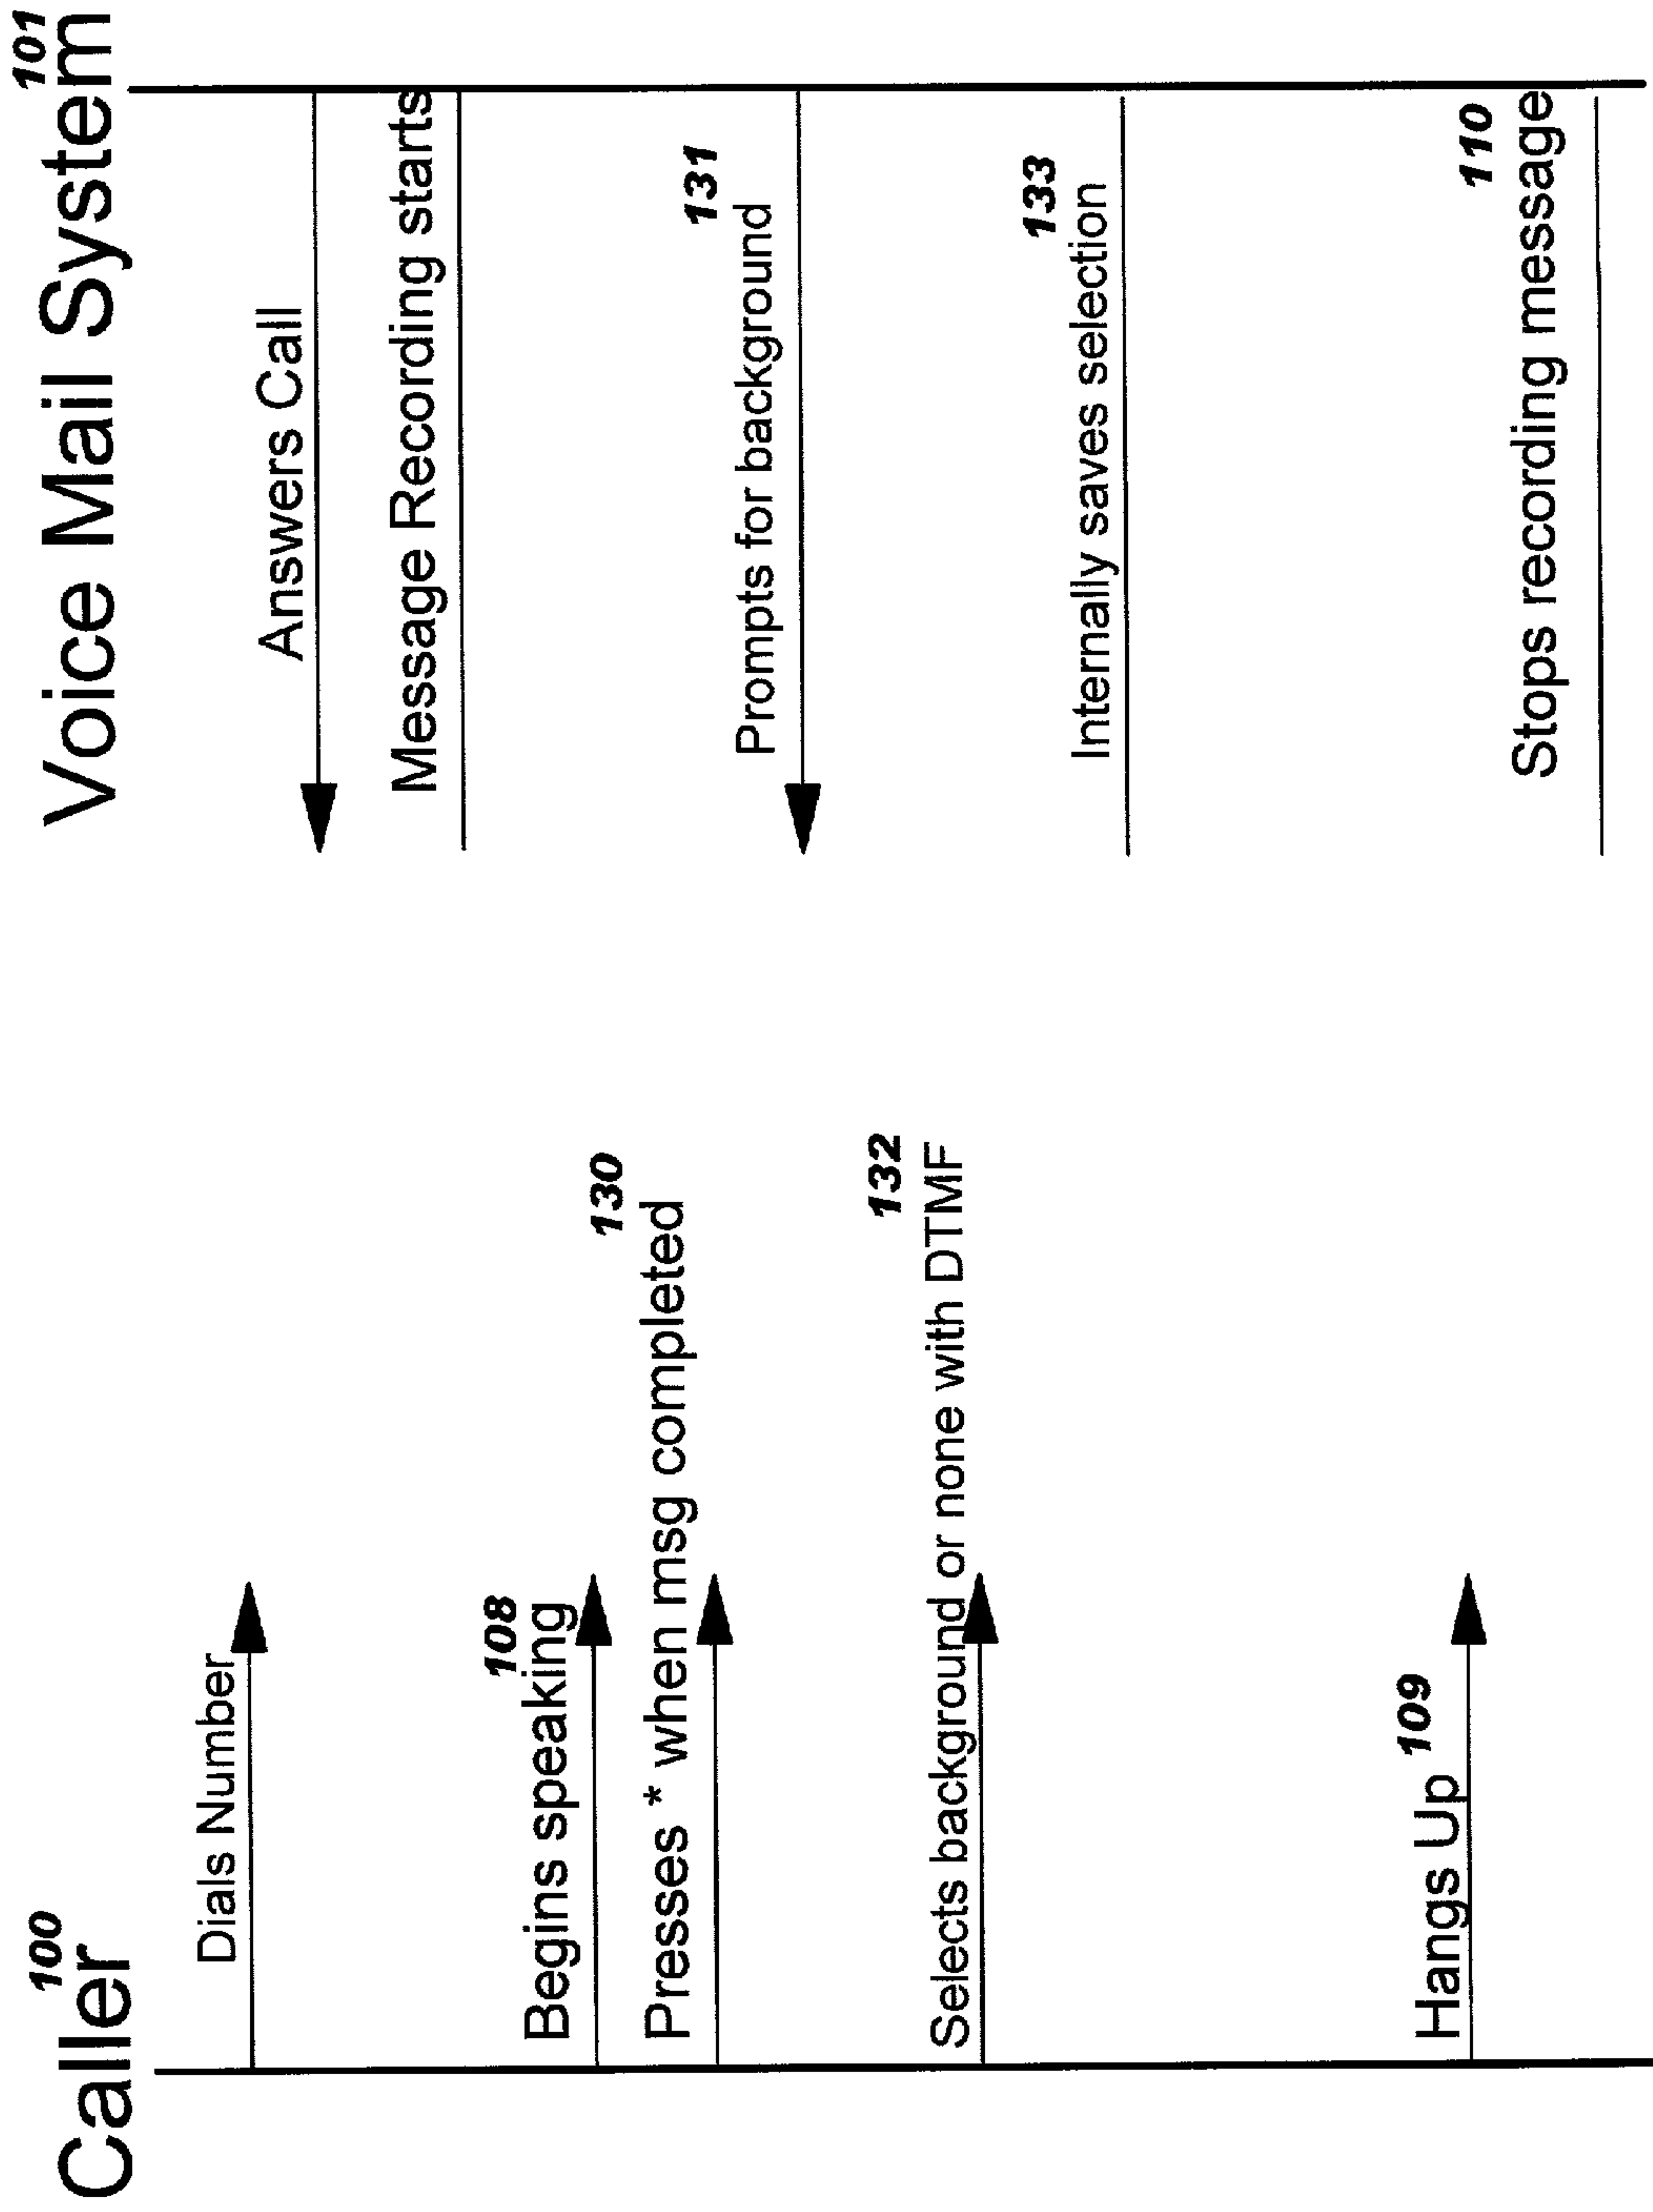 Caller 100
Voice Mail System 101
Dials Number
Answers Call
Message Recording starts
108
Begins speaking
130
Presses * when msg completed
131
Prompts for background
132
Selects background or none with DTMF
133
Internally saves selection
Hangs Up 109
110
Stops recording message